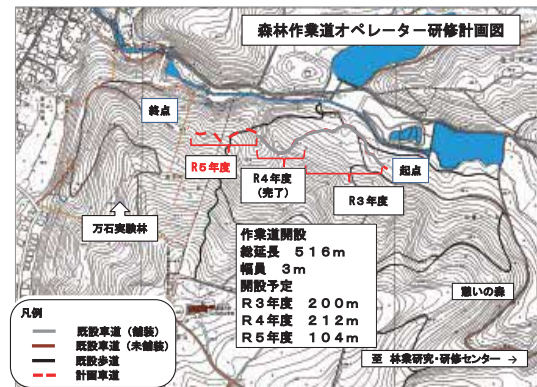 森林作業道オペレーター研修計画図
終点
起点
R5年度
R4年度
(完了)
R3年度
万石実験林
作業道開設
総延長 516m
幅員 3m
開設予定
R3年度 200m
R4年度 212m
R5年度 104m
憩いの森
凡例
既設車道(舗装)
既設車道(未舗装)
既設歩道
計画車道
至 林業研究・研修センター →